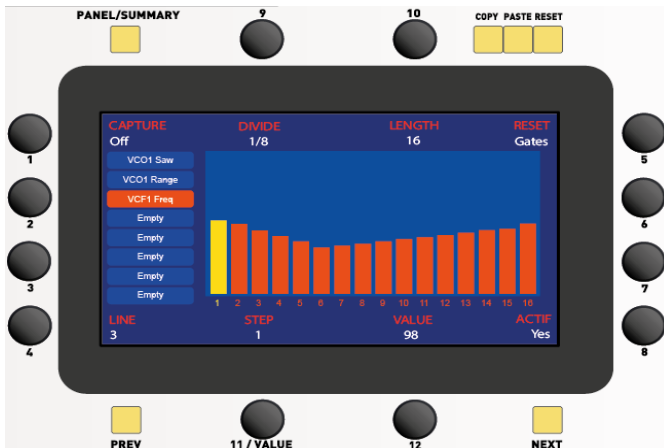 PANEL/SUMMARY
9
10
COPY PASTE RESET
CAPTURE DIVIDE LENGTH RESET
Off 1/8 16 Gates
VCO1 Saw
VCO1 Range
VCF1 Freq
Empty
Empty
Empty
Empty
Empty
1 2 3 4 5 6 7 8 9 10 11 12 13 14 15 16
LINE STEP VALUE ACTIF
3 1 98 Yes
1
2
3
4
5
6
7
8
PREV
11 / VALUE
12
NEXT